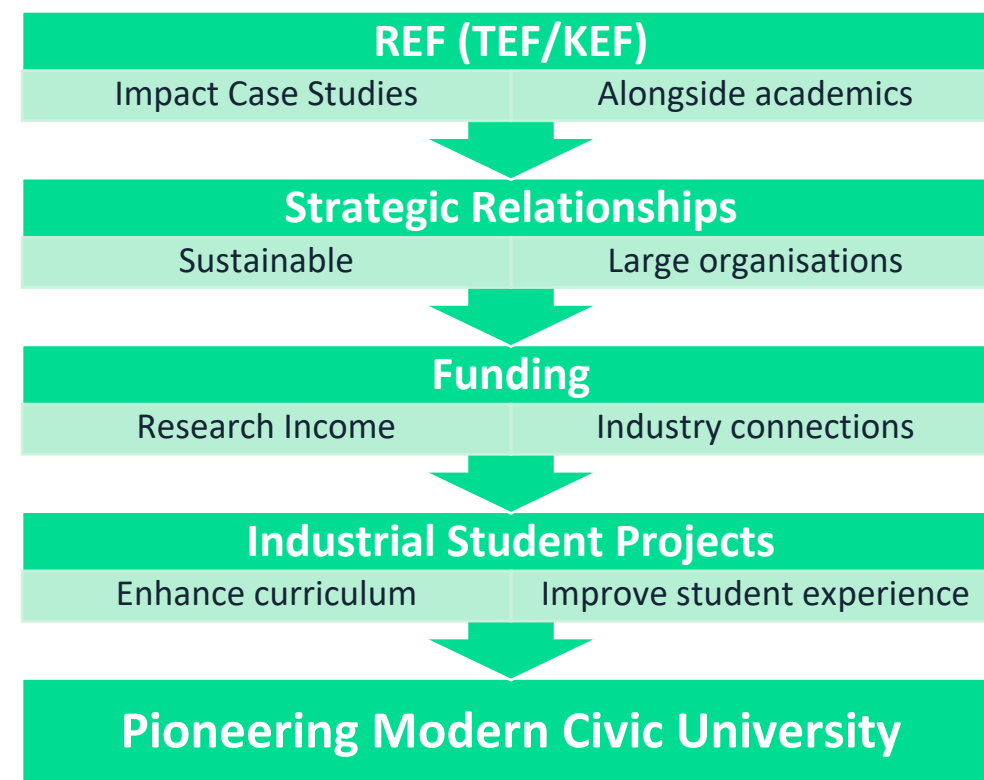 REF (TEF/KEF)
Impact Case Studies
Alongside academics
Strategic Relationships
Sustainable
Large organisations
Funding
Research Income
Industry connections
Industrial Student Projects
Enhance curriculum
Improve student experience
Pioneering Modern Civic University